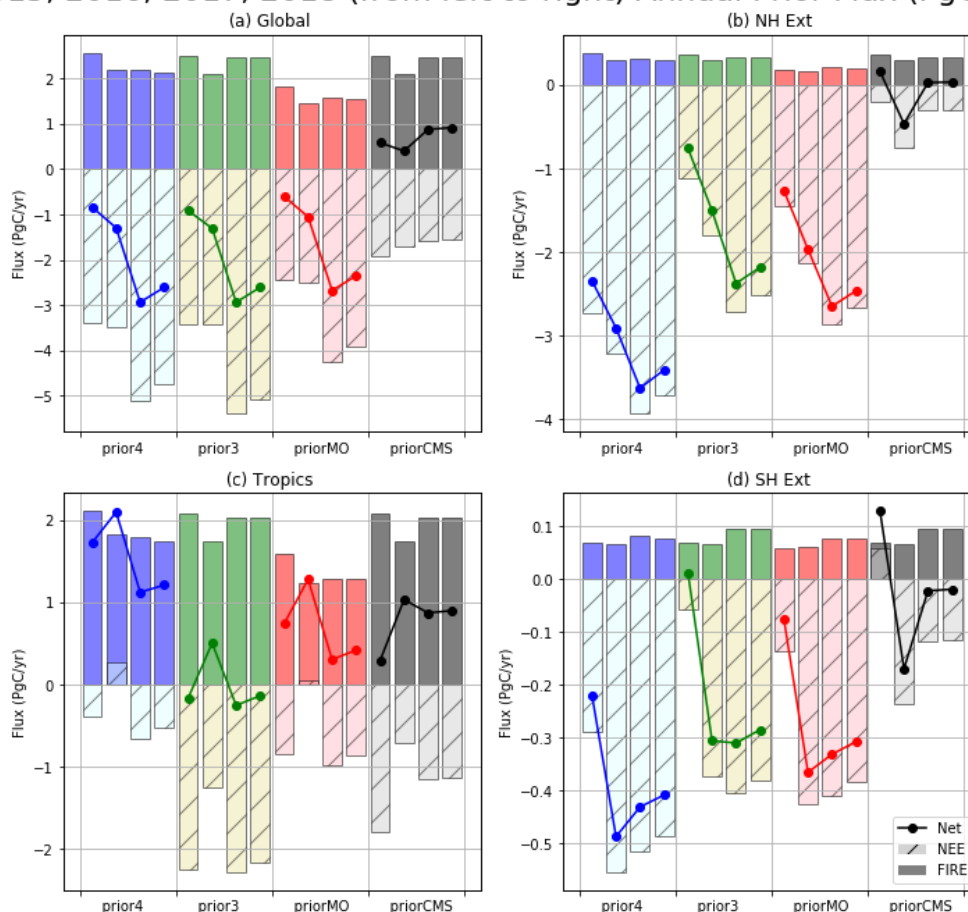 (a) Global
(b) NH Ext
Flux (PgC/yr)
2
1
0
−1
−2
−3
−4
−5
prior4
prior3
priorMO
priorCMS
Flux (PgC/yr)
0
−1
−2
−3
−4
prior4
prior3
priorMO
priorCMS
(c) Tropics
(d) SH Ext
Flux (PgC/yr)
2
1
0
−1
−2
prior4
prior3
priorMO
priorCMS
Flux (PgC/yr)
0.1
0.0
−0.1
−0.2
−0.3
−0.4
−0.5
Net
NEE
FIRE
prior4
prior3
priorMO
priorCMS